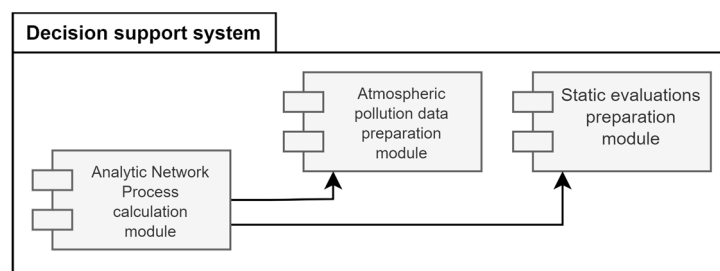 Decision support system
Atmospheric
pollution data
preparation
module
Static evaluations
preparation
module
Analytic Network
Process
calculation
module